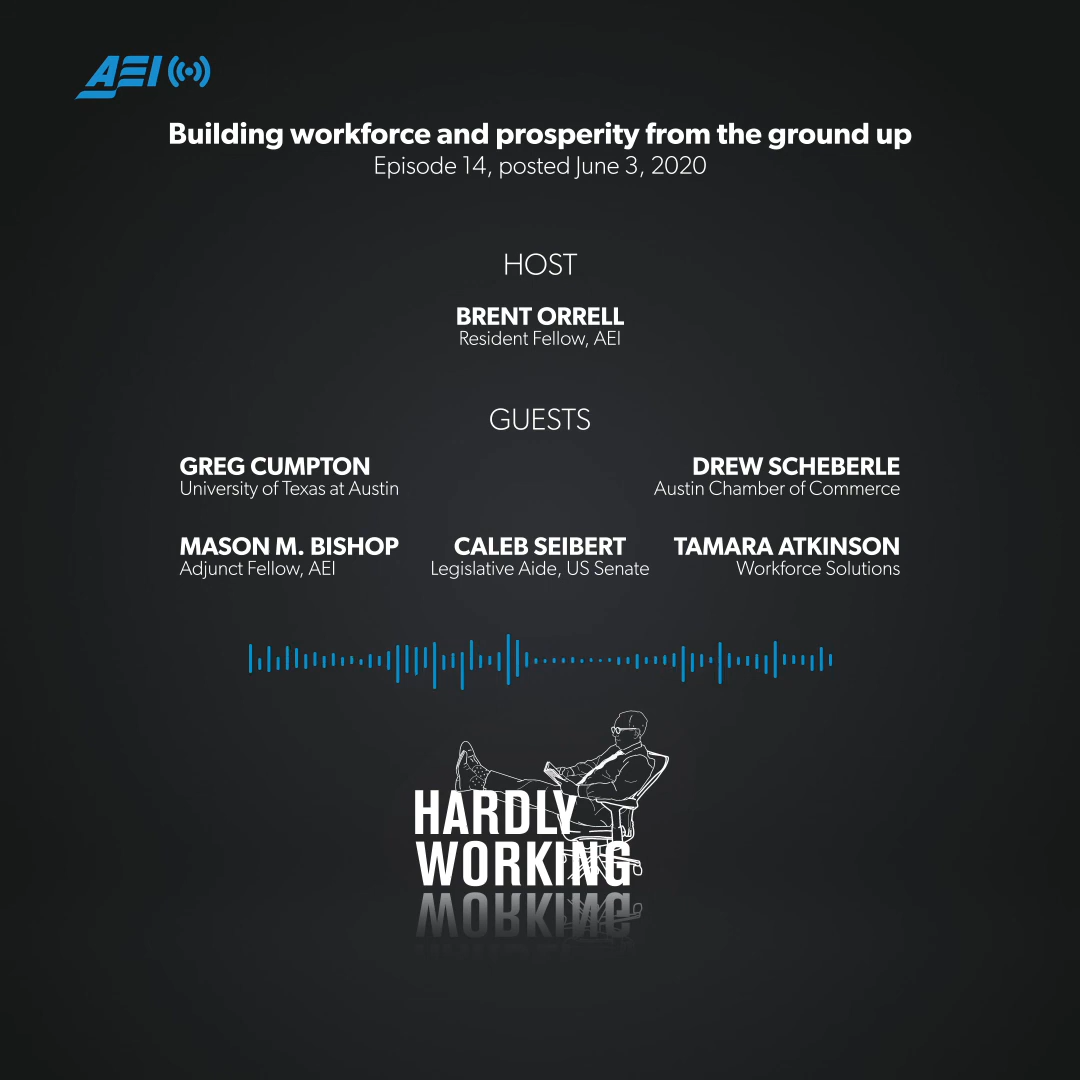 AEI
Building workforce and prosperity from the ground up
Episode 14, posted June 3, 2020
HOST
BRENT ORRELL
Resident Fellow, AEI
GUESTS
GREG CUMPTON
University of Texas at Austin
DREW SCHEBERLE
Austin Chamber of Commerce
MASON M. BISHOP
Adjunct Fellow, AEI
CALEB SEIBERT
Legislative Aide, US Senate
TAMARA ATKINSON
Workforce Solutions
HARDLY
WORKING